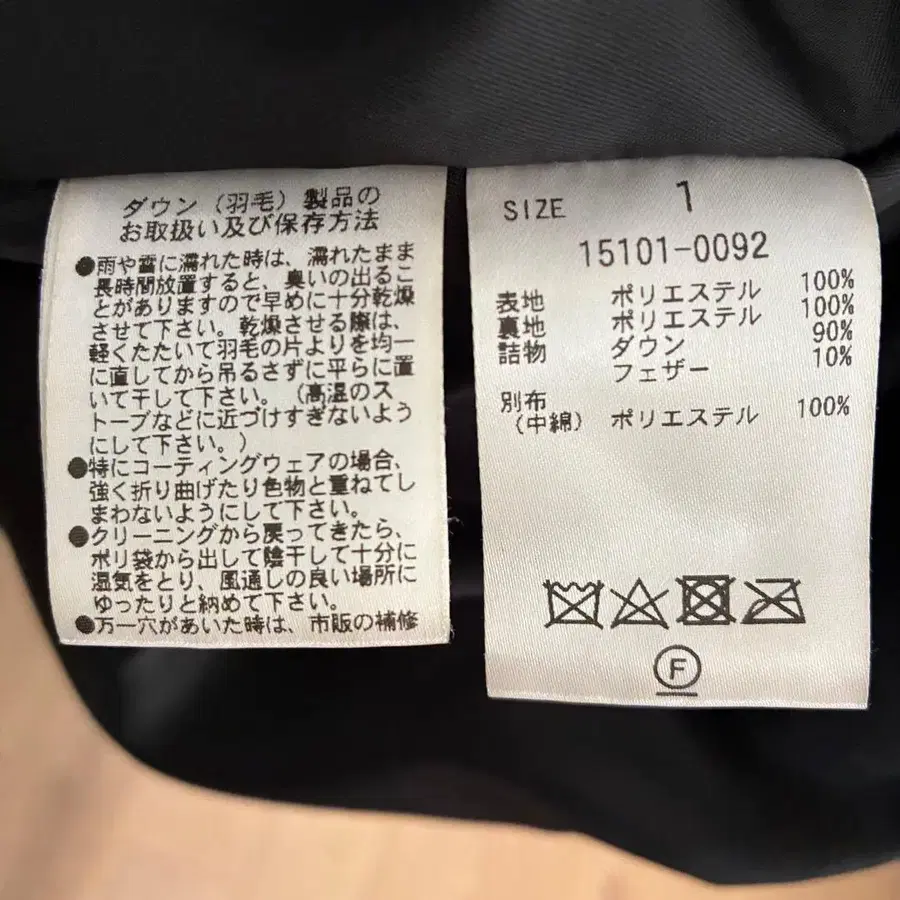 ダウン（羽毛）製品の
お取扱い及び保存方法
●雨や雪に濡れた時は、濡れたまま
長時間放置すると、臭いの出るこ
とがありますので早めに十分乾燥
させて下さい。乾燥させる際は、
軽くたたいて羽毛の片よりを均一
に直してから吊るさずに平らに置
いて干して下さい。（高温のス
トーブなどに近づけすぎないよう
にして下さい。）
●特にコーティングウェアの場合、
強く折り曲げたり色物と重ねてし
まわないようにして下さい。
●クリーニングから戻ってきたら、
ポリ袋から出して陰干して十分に
湿気をとり、風通しの良い場所に
ゆったりと納めて下さい。
●万一穴があいた時は、市販の補修
SIZE 1
15101-0092
表地 ポリエステル 100%
裏地 ポリエステル 100%
詰物 ダウン 90%
フェザー 10%
別布
（中綿） ポリエステル 100%
F